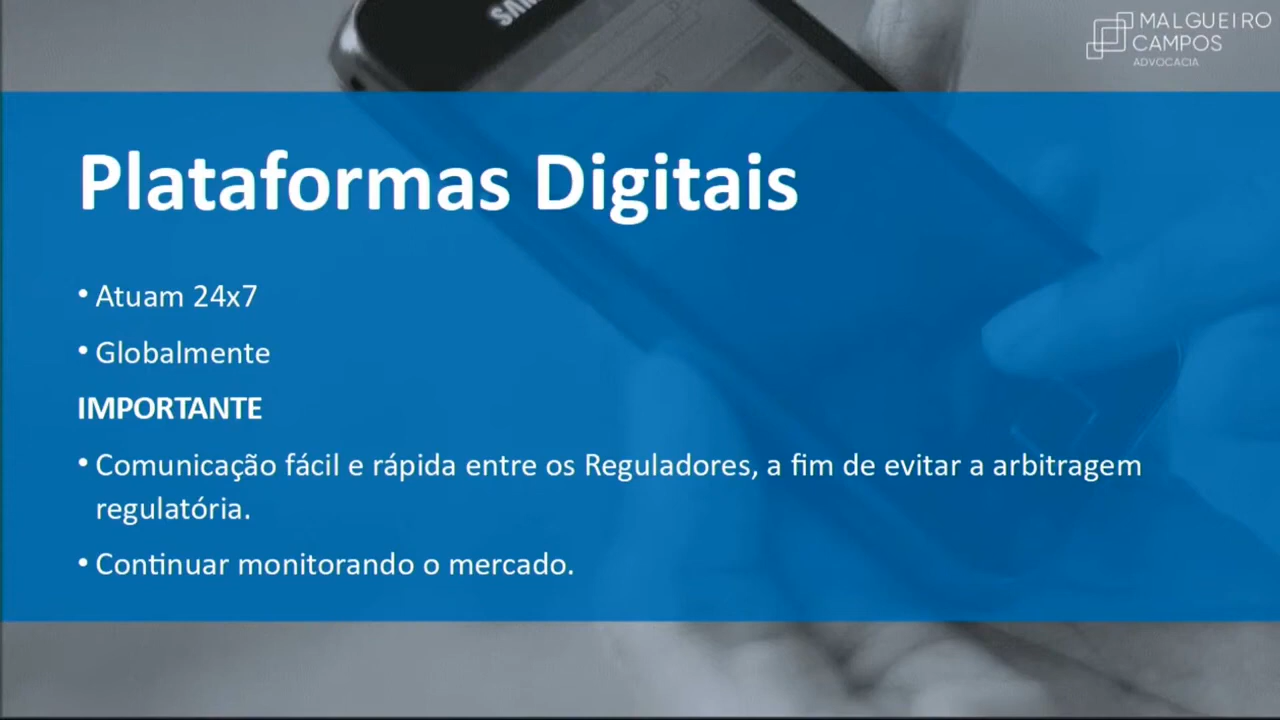 MALGUEIRO
CAMPOS
ADVOCACIA
Plataformas Digitais
• Atuam 24x7
• Globalmente
IMPORTANTE
• Comunicação fácil e rápida entre os Reguladores, a fim de evitar a arbitragem
regulatória.
• Continuar monitorando o mercado.